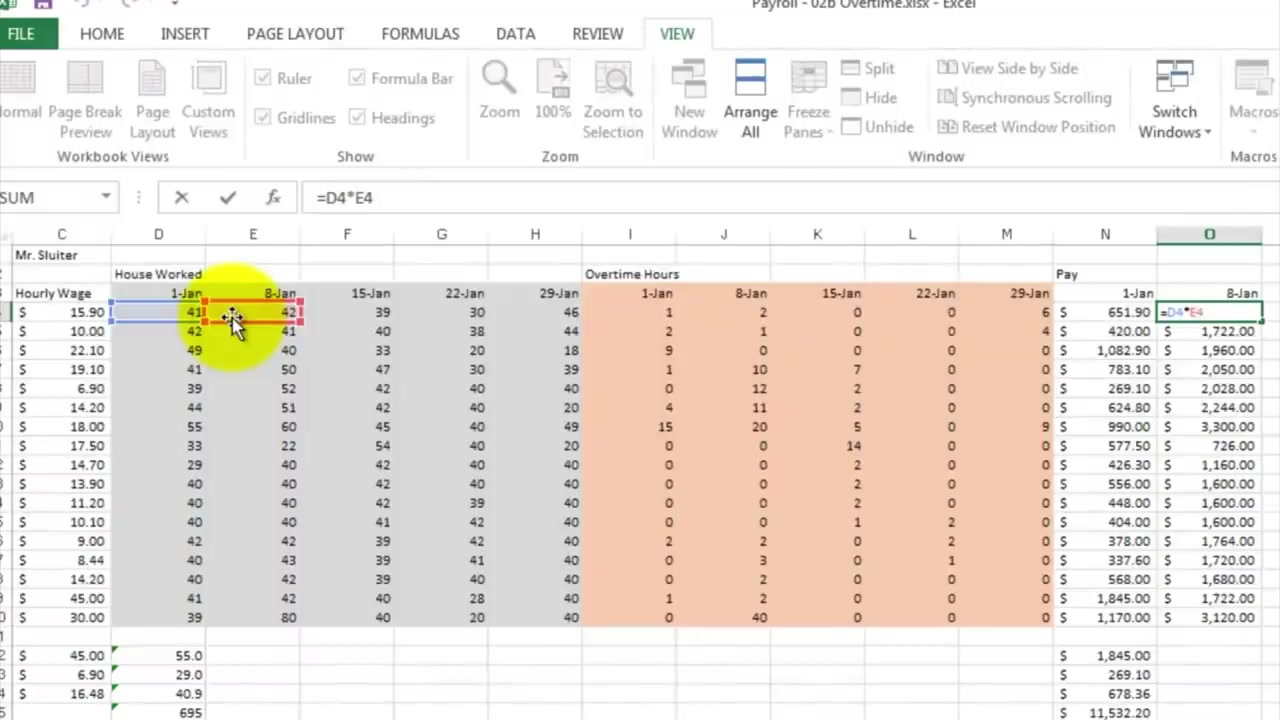 Payroll - 02b Overtime.xlsx - Excel
FILE HOME INSERT PAGE LAYOUT FORMULAS DATA REVIEW VIEW
Ruler Formula Bar Split View Side by Side
Gridlines Headings Hide Synchronous Scrolling
Unhide Reset Window Position
Page Break Preview Page Layout Custom Views Zoom 100% Zoom to Selection New Window Arrange All Freeze Panes Switch Windows Macros
Workbook Views Show Zoom Window Macros
SUM fx =D4*E4
C D E F G H I J K L M N O
Mr. Sluiter
House Worked Overtime Hours Pay
Hourly Wage 1-Jan 8-Jan 15-Jan 22-Jan 29-Jan 1-Jan 8-Jan 15-Jan 22-Jan 29-Jan 1-Jan 8-Jan
$ 15.90 41 42 39 30 46 1 2 0 0 6 $ 651.90 =D4*E4
$ 10.00 42 41 40 38 44 2 1 0 0 4 $ 420.00 $ 1,722.00
$ 22.10 49 40 33 20 18 9 0 0 0 0 $ 1,082.90 $ 1,960.00
$ 19.10 41 50 47 30 39 1 10 7 0 0 $ 783.10 $ 2,050.00
$ 6.90 39 52 42 40 40 0 12 2 0 0 $ 269.10 $ 2,028.00
$ 14.20 44 51 42 40 20 4 11 2 0 0 $ 624.80 $ 2,244.00
$ 18.00 55 60 45 40 49 15 20 5 0 9 $ 990.00 $ 3,300.00
$ 17.50 33 22 54 40 20 0 0 14 0 0 $ 577.50 $ 726.00
$ 14.70 29 40 42 40 40 0 0 2 0 0 $ 426.30 $ 1,160.00
$ 13.90 40 40 42 40 40 0 0 2 0 0 $ 556.00 $ 1,600.00
$ 11.20 40 40 42 39 40 0 0 2 0 0 $ 448.00 $ 1,600.00
$ 10.10 40 40 41 42 40 0 0 1 2 0 $ 404.00 $ 1,600.00
$ 9.00 42 42 39 42 40 2 2 0 2 0 $ 378.00 $ 1,764.00
$ 8.44 40 43 39 41 40 0 3 0 1 0 $ 337.60 $ 1,720.00
$ 14.20 40 42 39 40 40 0 2 0 0 0 $ 568.00 $ 1,680.00
$ 45.00 41 42 40 28 40 1 2 0 0 0 $ 1,845.00 $ 1,722.00
$ 30.00 39 80 40 20 40 0 40 0 0 0 $ 1,170.00 $ 3,120.00
$ 45.00 55.0 $ 1,845.00
$ 6.90 29.0 $ 269.10
$ 16.48 40.9 $ 678.36
695 $ 11,532.20